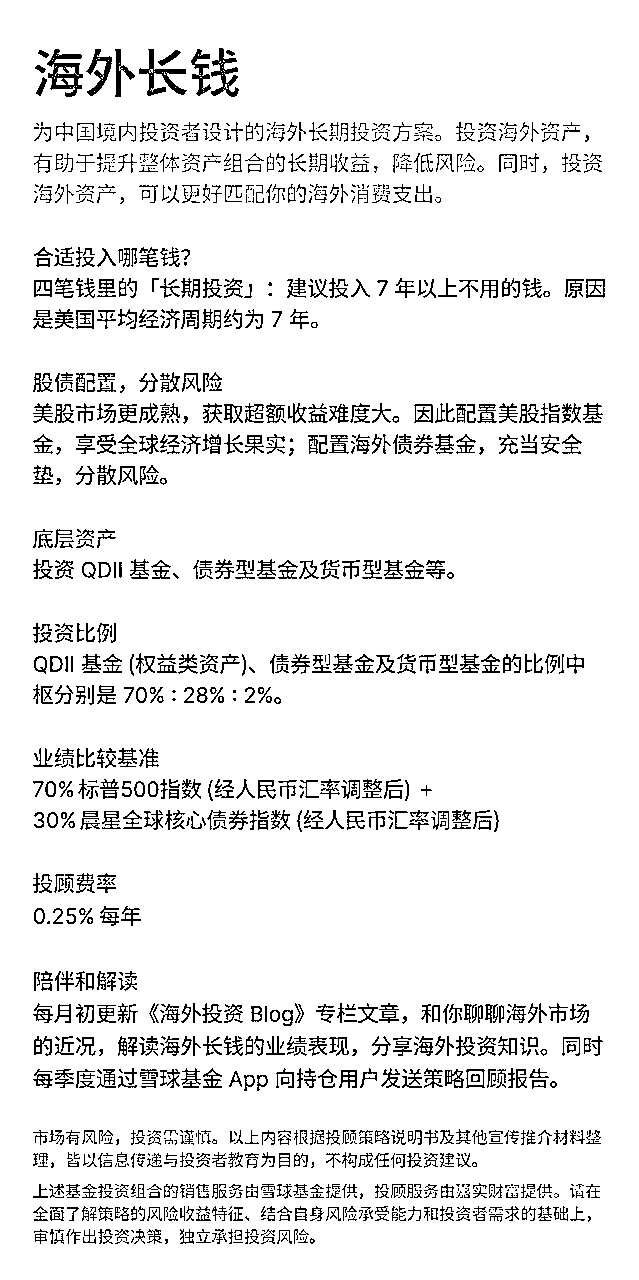 海外长钱
为中国境内投资者设计的海外长期投资方案。投资海外资产，
有助于提升整体资产组合的长期收益，降低风险。同时，投资
海外资产，可以更好匹配你的海外消费支出。
合适投入哪笔钱？
四笔钱里的「长期投资」：建议投入 7 年以上不用的钱。原因
是美国平均经济周期约为 7 年。
股债配置，分散风险
美股市场更成熟，获取超额收益难度大。因此配置美股指数基
金，享受全球经济增长果实；配置海外债券基金，充当安全
垫，分散风险。
底层资产
投资 QDII 基金、债券型基金及货币型基金等。
投资比例
QDII 基金 (权益类资产)、债券型基金及货币型基金的比例中
枢分别是 70% : 28% : 2%。
业绩比较基准
70% 标普500指数 (经人民币汇率调整后) +
30% 晨星全球核心债券指数 (经人民币汇率调整后)
投顾费率
0.25% 每年
陪伴和解读
每月初更新《海外投资 Blog》专栏文章，和你聊聊海外市场
的近况，解读海外长钱的业绩表现，分享海外投资知识。同时
每季度通过雪球基金 App 向持仓用户发送策略回顾报告。
市场有风险，投资需谨慎。以上内容根据投顾策略说明书及其他宣传推介材料整
理，皆以信息传递与投资者教育为目的，不构成任何投资建议。
上述基金投资组合的销售服务由雪球基金提供，投顾服务由嘉实财富提供。请在
全面了解策略的风险收益特征、结合自身风险承受能力和投资者需求的基础上，
审慎作出投资决策，独立承担投资风险。